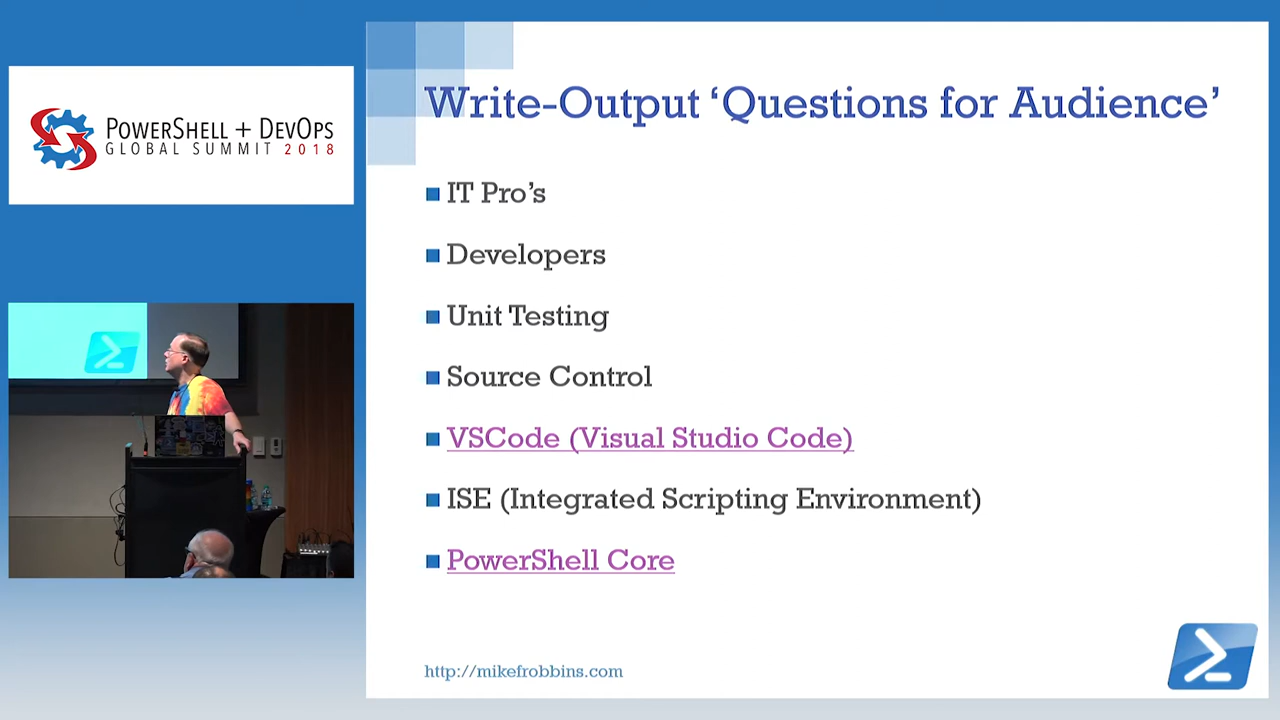 POWERSHELL + DEVOPS
GLOBAL SUMMIT 2018
Write-Output ‘Questions for Audience’
IT Pro’s
Developers
Unit Testing
Source Control
VSCode (Visual Studio Code)
ISE (Integrated Scripting Environment)
PowerShell Core
http://mikefrobbins.com